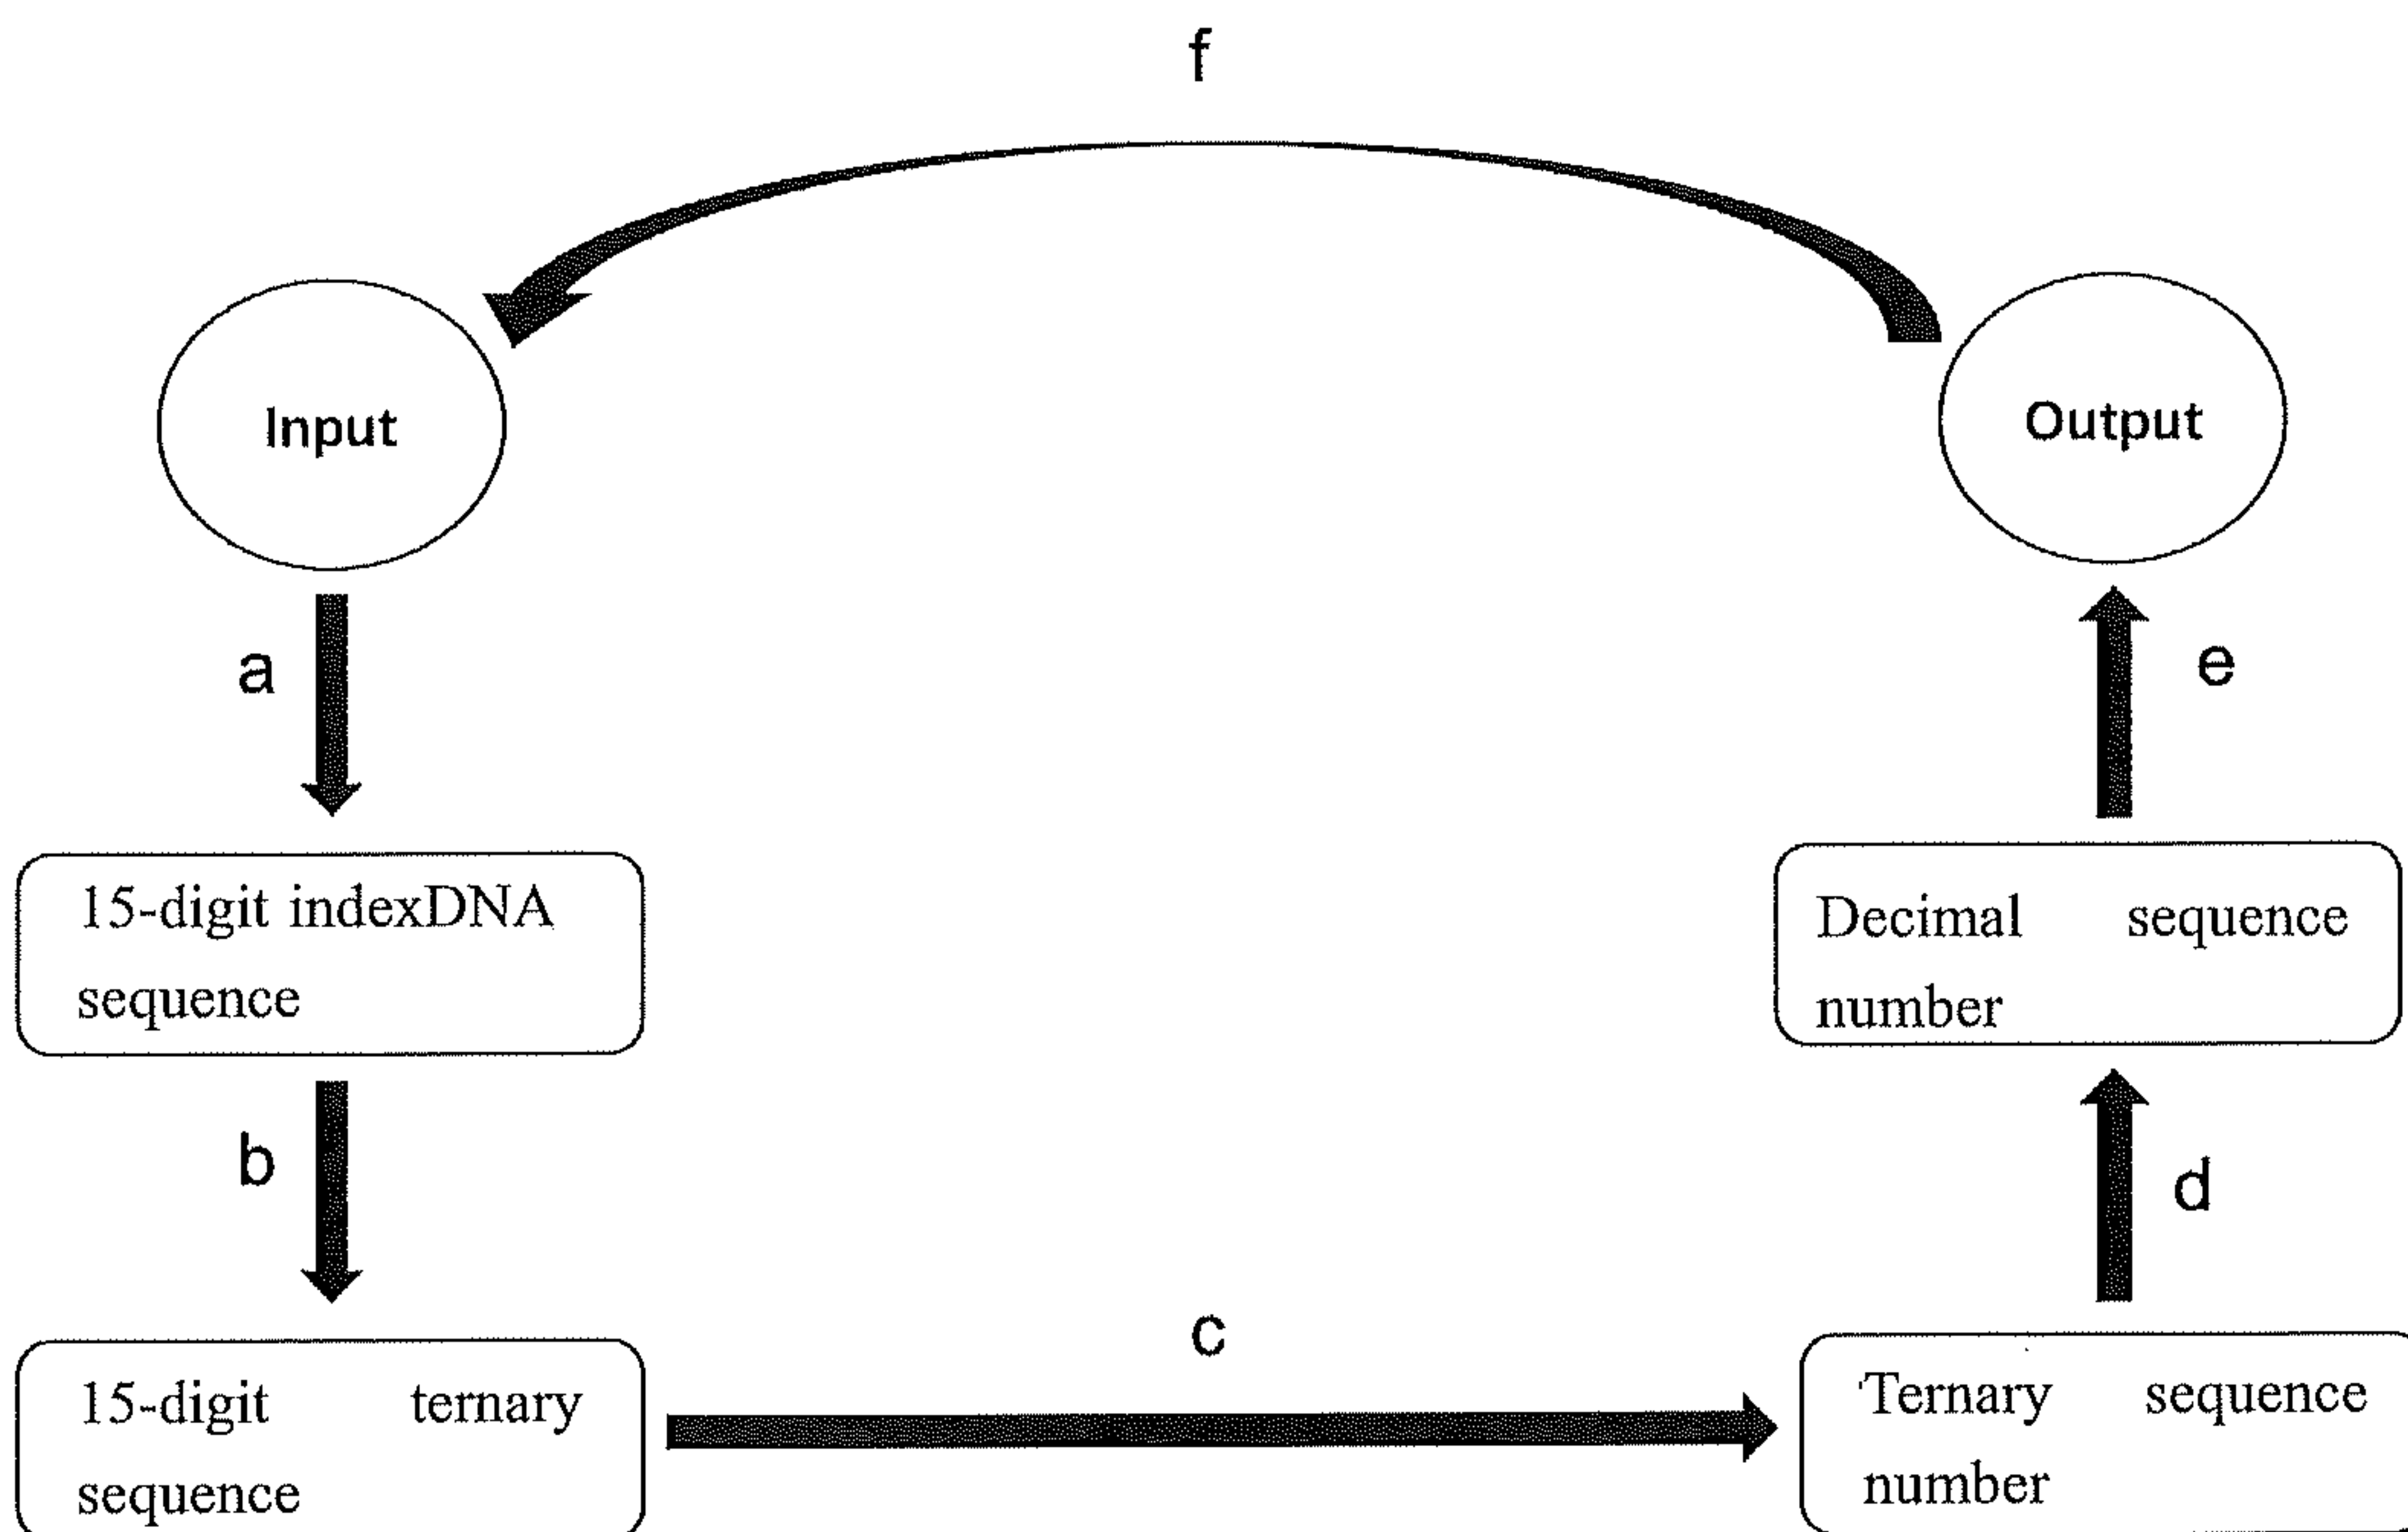 f
Input
Output
a
e
15-digit indexDNA
sequence
Decimal sequence
number
b
d
c
15-digit ternary
sequence
Ternary sequence
number